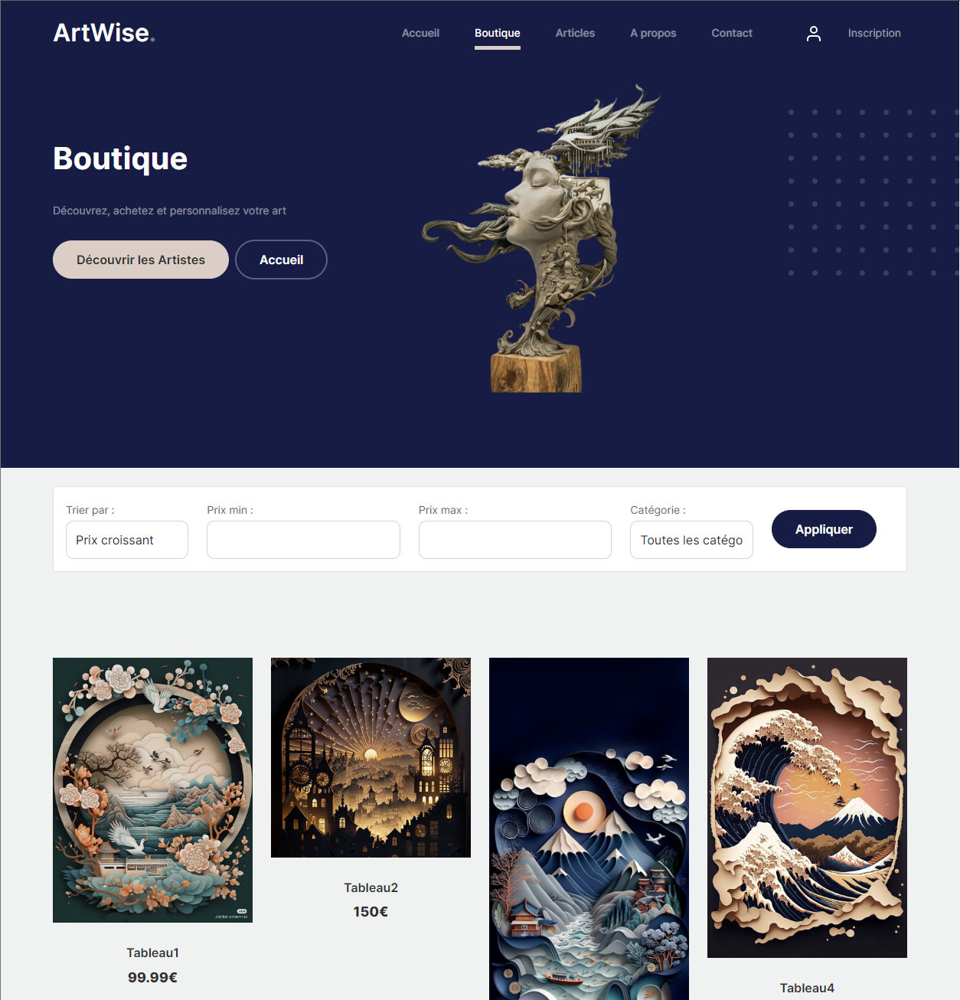 ArtWise.
Accueil
Boutique
Articles
A propos
Contact
Inscription
Boutique
Découvrez, achetez et personnalisez votre art
Découvrir les Artistes
Accueil
Trier par :
Prix min :
Prix max :
Catégorie :
Prix croissant
Toutes les catégo
Appliquer
Tableau2
150€
Tableau1
99.99€
Tableau4